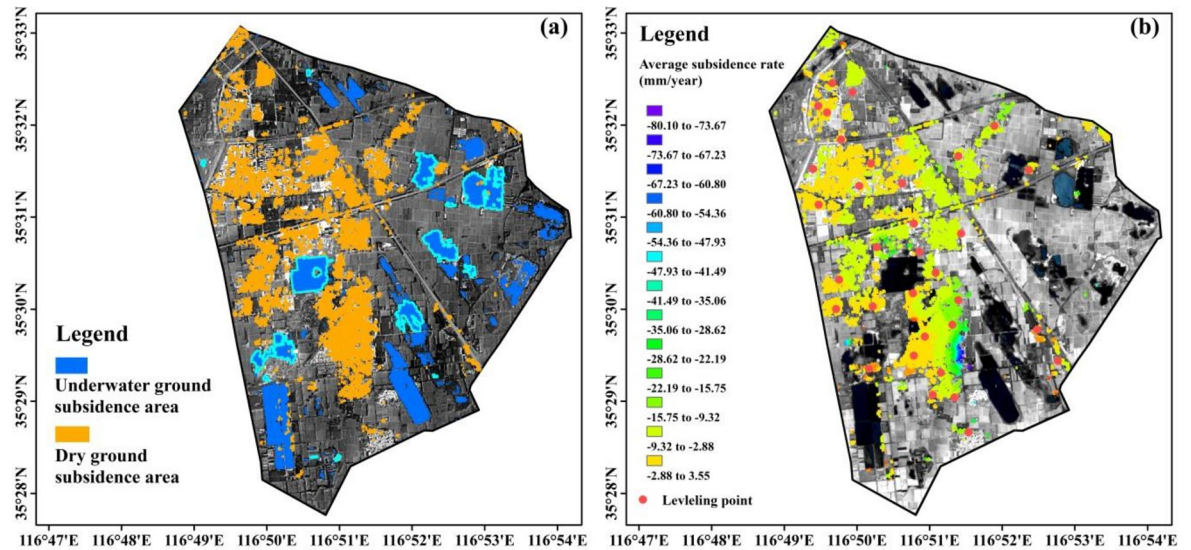 (a)
35°33'N
35°32'N
35°31'N
35°30'N
35°29'N
35°28'N
Legend
Underwater ground
subsidence area
Dry ground
subsidence area
116°47'E 116°48'E 116°49'E 116°50'E 116°51'E 116°52'E 116°53'E 116°54'E
(b)
35°33'N
35°32'N
35°31'N
35°30'N
35°29'N
35°28'N
Legend
Average subsidence rate
(mm/year)
-80.10 to -73.67
-73.67 to -67.23
-67.23 to -60.80
-60.80 to -54.36
-54.36 to -47.93
-47.93 to -41.49
-41.49 to -35.06
-35.06 to -28.62
-28.62 to -22.19
-22.19 to -15.75
-15.75 to -9.32
-9.32 to -2.88
-2.88 to 3.55
Levleling point
116°47'E 116°48'E 116°49'E 116°50'E 116°51'E 116°52'E 116°53'E 116°54'E